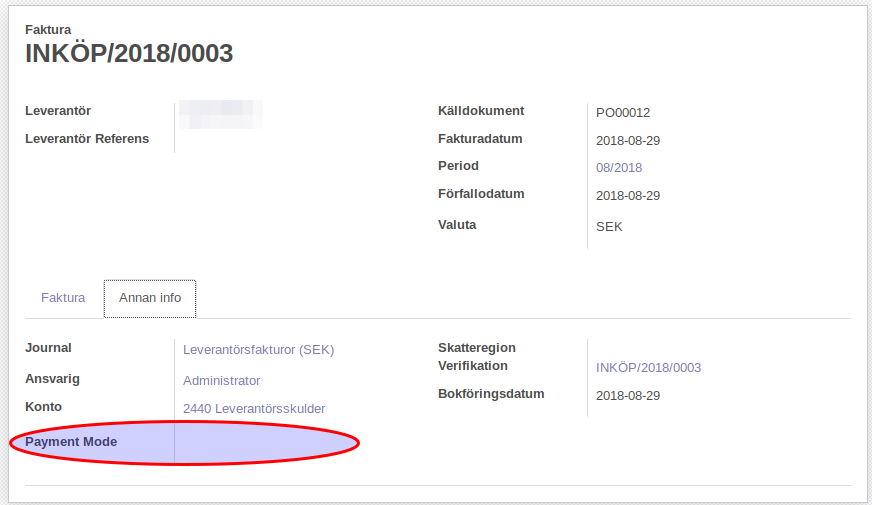 Faktura
INKÖP/2018/0003
Leverantör
Leverantör Referens
Källdokument PO00012
Fakturadatum 2018-08-29
Period 08/2018
Förfallodatum 2018-08-29
Valuta SEK
Faktura Annan info
Journal Leverantörsfakturor (SEK)
Ansvarig Administrator
Konto 2440 Leverantörsskulder
Payment Mode
Skatteregion
Verifikation INKÖP/2018/0003
Bokföringsdatum 2018-08-29